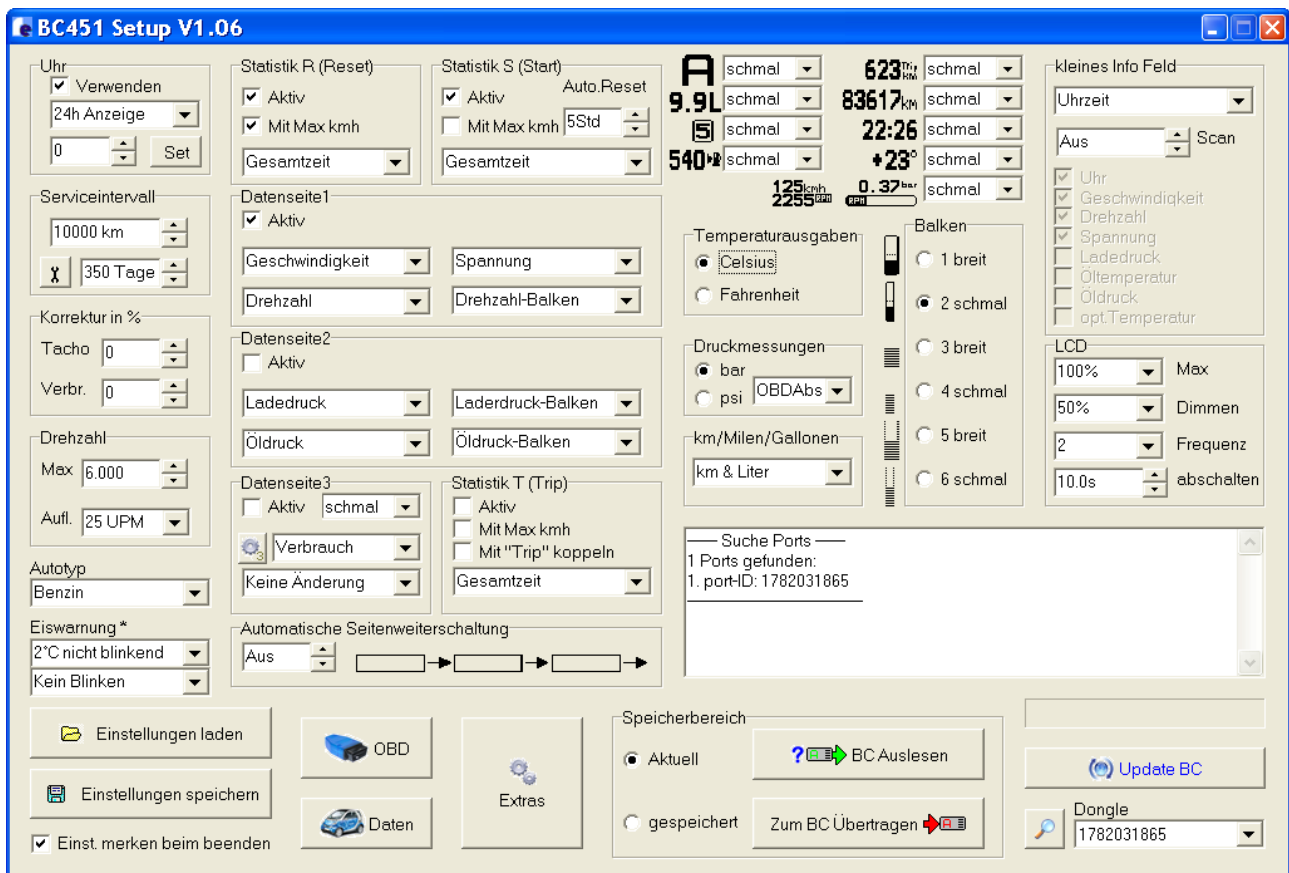 BC451 Setup V1.06
Uhr
Verwenden
24h Anzeige
0
Set
Serviceintervall
10000 km
350 Tage
Korrektur in %
Tacho 0
Verbr. 0
Drehzahl
Max 6.000
Aufl. 25 UPM
Autotyp
Benzin
Eiswarnung *
2°C nicht blinkend
Kein Blinken
Statistik R (Reset)
Aktiv
Mit Max kmh
Gesamtzeit
Statistik S (Start)
Auto.Reset
Aktiv
Mit Max kmh 5Std
Gesamtzeit
Datenseite1
Aktiv
Geschwindigkeit Spannung
Drehzahl Drehzahl-Balken
Datenseite2
Aktiv
Ladedruck Laderdruck-Balken
Öldruck Öldruck-Balken
Datenseite3
Aktiv schmal
3 Verbrauch
Keine Änderung
Statistik T (Trip)
Aktiv
Mit Max kmh
Mit "Trip" koppeln
Gesamtzeit
Automatische Seitenweiterschaltung
Aus
A schmal 623 Trip KM schmal
9.9L schmal 83617KM schmal
5 schmal 22:26 schmal
540 schmal +23° schmal
125kmh 0.37bar schmal
2255RPM RPM
Temperaturausgaben
Celsius
Fahrenheit
Druckmessungen
bar
psi OBDAbs
km/Milen/Gallonen
km & Liter
Balken
1 breit
2 schmal
3 breit
4 schmal
5 breit
6 schmal
kleines Info Feld
Uhrzeit
Aus Scan
Uhr
Geschwindigkeit
Drehzahl
Spannung
Ladedruck
Öltemperatur
Öldruck
opt.Temperatur
LCD
100% Max
50% Dimmen
2 Frequenz
10.0s abschalten
—— Suche Ports ——
1 Ports gefunden:
1. port-ID: 1782031865
Einstellungen laden
Einstellungen speichern
Einst. merken beim beenden
OBD
Daten
Extras
Speicherbereich
Aktuell
? A BC Auslesen
gespeichert
Zum BC Übertragen A
Update BC
Dongle
1782031865